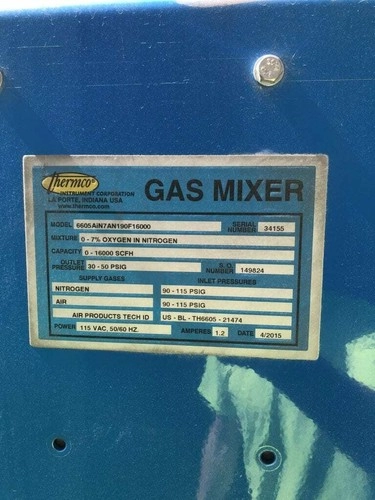 Thermco®
INSTRUMENT CORPORATION
LA PORTE, INDIANA USA
www.thermco.com
GAS MIXER
MODEL 6605AIN7AN190F16000 SERIAL NUMBER 34155
MIXTURE 0 - 7% OXYGEN IN NITROGEN
CAPACITY 0 - 16000 SCFH
OUTLET PRESSURE 30 - 50 PSIG S.O. NUMBER 149824
SUPPLY GASES INLET PRESSURES
NITROGEN 90 - 115 PSIG
AIR 90 - 115 PSIG
AIR PRODUCTS TECH ID US - BL - TH6605 - 21474
POWER 115 VAC, 50/60 HZ. AMPERES 1.2 DATE 4/2015